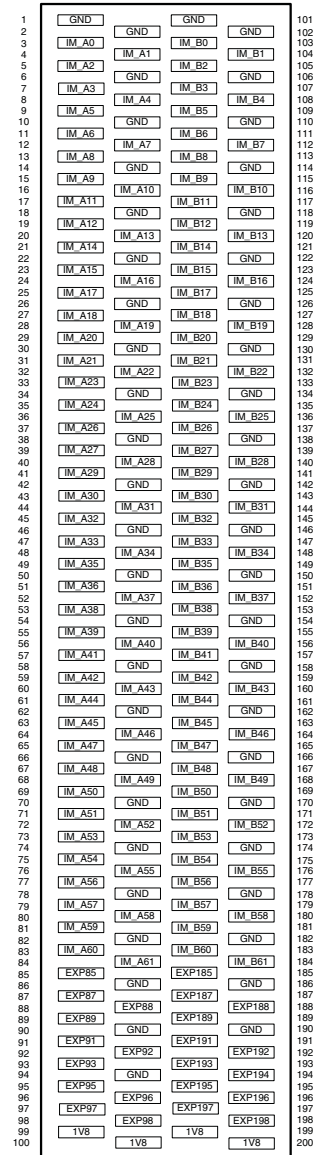 1 GND GND 101
2 GND GND 102
3 IM_A0 IM_B0 103
4 IM_A1 IM_B1 104
5 IM_A2 IM_B2 105
6 GND GND 106
7 IM_A3 IM_B3 107
8 IM_A4 IM_B4 108
9 IM_A5 IM_B5 109
10 GND GND 110
11 IM_A6 IM_B6 111
12 IM_A7 IM_B7 112
13 IM_A8 IM_B8 113
14 GND GND 114
15 IM_A9 IM_B9 115
16 IM_A10 IM_B10 116
17 IM_A11 IM_B11 117
18 GND GND 118
19 IM_A12 IM_B12 119
20 IM_A13 IM_B13 120
21 IM_A14 IM_B14 121
22 GND GND 122
23 IM_A15 IM_B15 123
24 IM_A16 IM_B16 124
25 IM_A17 IM_B17 125
26 GND GND 126
27 IM_A18 IM_B18 127
28 IM_A19 IM_B19 128
29 IM_A20 IM_B20 129
30 GND GND 130
31 IM_A21 IM_B21 131
32 IM_A22 IM_B22 132
33 IM_A23 IM_B23 133
34 GND GND 134
35 IM_A24 IM_B24 135
36 IM_A25 IM_B25 136
37 IM_A26 IM_B26 137
38 GND GND 138
39 IM_A27 IM_B27 139
40 IM_A28 IM_B28 140
41 IM_A29 IM_B29 141
42 GND GND 142
43 IM_A30 IM_B30 143
44 IM_A31 IM_B31 144
45 IM_A32 IM_B32 145
46 GND GND 146
47 IM_A33 IM_B33 147
48 IM_A34 IM_B34 148
49 IM_A35 IM_B35 149
50 GND GND 150
51 IM_A36 IM_B36 151
52 IM_A37 IM_B37 152
53 IM_A38 IM_B38 153
54 GND GND 154
55 IM_A39 IM_B39 155
56 IM_A40 IM_B40 156
57 IM_A41 IM_B41 157
58 GND GND 158
59 IM_A42 IM_B42 159
60 IM_A43 IM_B43 160
61 IM_A44 IM_B44 161
62 GND GND 162
63 IM_A45 IM_B45 163
64 IM_A46 IM_B46 164
65 IM_A47 IM_B47 165
66 GND GND 166
67 IM_A48 IM_B48 167
68 IM_A49 IM_B49 168
69 IM_A50 IM_B50 169
70 GND GND 170
71 IM_A51 IM_B51 171
72 IM_A52 IM_B52 172
73 IM_A53 IM_B53 173
74 GND GND 174
75 IM_A54 IM_B54 175
76 IM_A55 IM_B55 176
77 IM_A56 IM_B56 177
78 GND GND 178
79 IM_A57 IM_B57 179
80 IM_A58 IM_B58 180
81 IM_A59 IM_B59 181
82 GND GND 182
83 IM_A60 IM_B60 183
84 IM_A61 IM_B61 184
85 EXP85 EXP185 185
86 GND GND 186
87 EXP87 EXP187 187
88 EXP88 EXP188 188
89 EXP89 EXP189 189
90 GND GND 190
91 EXP91 EXP191 191
92 EXP92 EXP192 192
93 EXP93 EXP193 193
94 GND EXP194 194
95 EXP95 EXP195 195
96 EXP96 EXP196 196
97 EXP97 EXP197 197
98 EXP98 EXP198 198
99 1V8 1V8 199
100 1V8 1V8 200